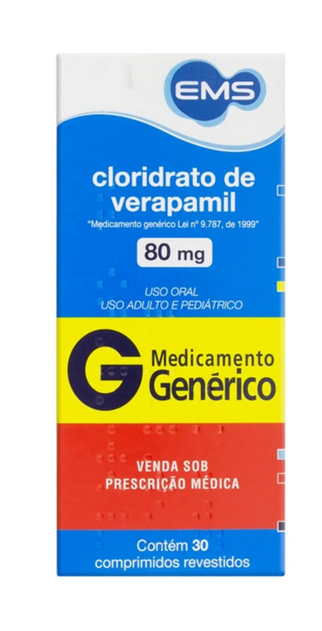 EMS
cloridrato de
verapamil
"Medicamento genérico Lei nº 9.787, de 1999"
80 mg
USO ORAL
USO ADULTO E PEDIÁTRICO
G Medicamento
Genérico
VENDA SOB
PRESCRIÇÃO MÉDICA
Contém 30
comprimidos revestidos